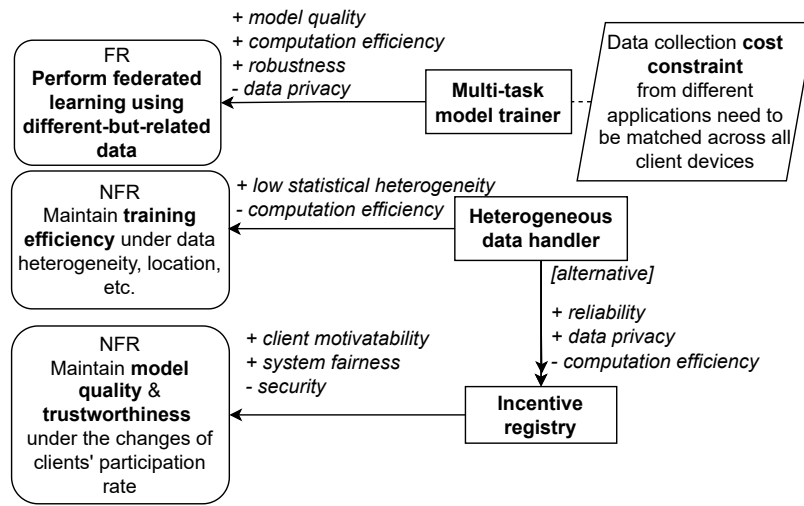 FR
Perform federated
learning using
different-but-related
data
+ model quality
+ computation efficiency
+ robustness
- data privacy
Multi-task
model trainer
Data collection cost
constraint
from different
applications need to
be matched across all
client devices
NFR
Maintain training
efficiency under data
heterogeneity, location,
etc.
+ low statistical heterogeneity
- computation efficiency
Heterogeneous
data handler
[alternative]
+ reliability
+ data privacy
- computation efficiency
NFR
Maintain model
quality &
trustworthiness
under the changes of
clients' participation
rate
+ client motivatability
+ system fairness
- security
Incentive
registry